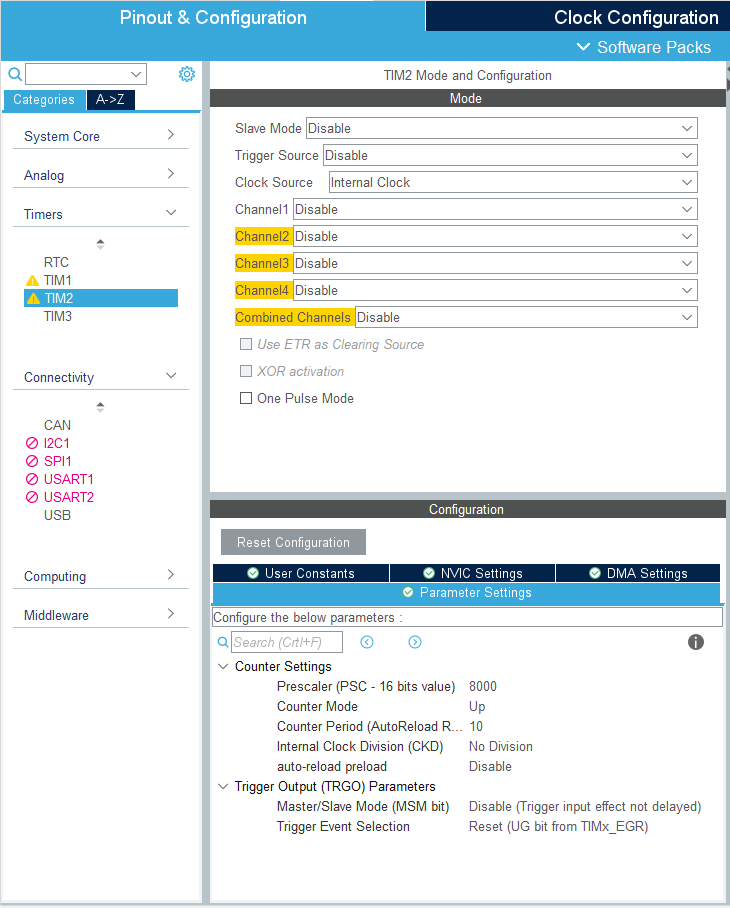 Pinout & Configuration
Clock Configuration
Software Packs
Categories
A->Z
System Core
Analog
Timers
RTC
TIM1
TIM2
TIM3
Connectivity
CAN
I2C1
SPI1
USART1
USART2
USB
Computing
Middleware
TIM2 Mode and Configuration
Mode
Slave Mode Disable
Trigger Source Disable
Clock Source Internal Clock
Channel1 Disable
Channel2 Disable
Channel3 Disable
Channel4 Disable
Combined Channels Disable
Use ETR as Clearing Source
XOR activation
One Pulse Mode
Configuration
Reset Configuration
User Constants NVIC Settings DMA Settings
Parameter Settings
Configure the below parameters :
Search (Crtl+F)
Counter Settings
Prescaler (PSC - 16 bits value) 8000
Counter Mode Up
Counter Period (AutoReload R... 10
Internal Clock Division (CKD) No Division
auto-reload preload Disable
Trigger Output (TRGO) Parameters
Master/Slave Mode (MSM bit) Disable (Trigger input effect not delayed)
Trigger Event Selection Reset (UG bit from TIMx_EGR)